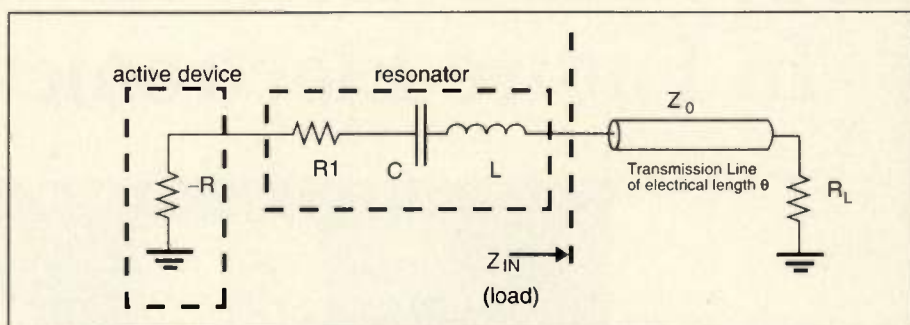 active device
resonator
Z0
R1
C
L
Transmission Line
of electrical length θ
–R
RL
ZIN
(load)